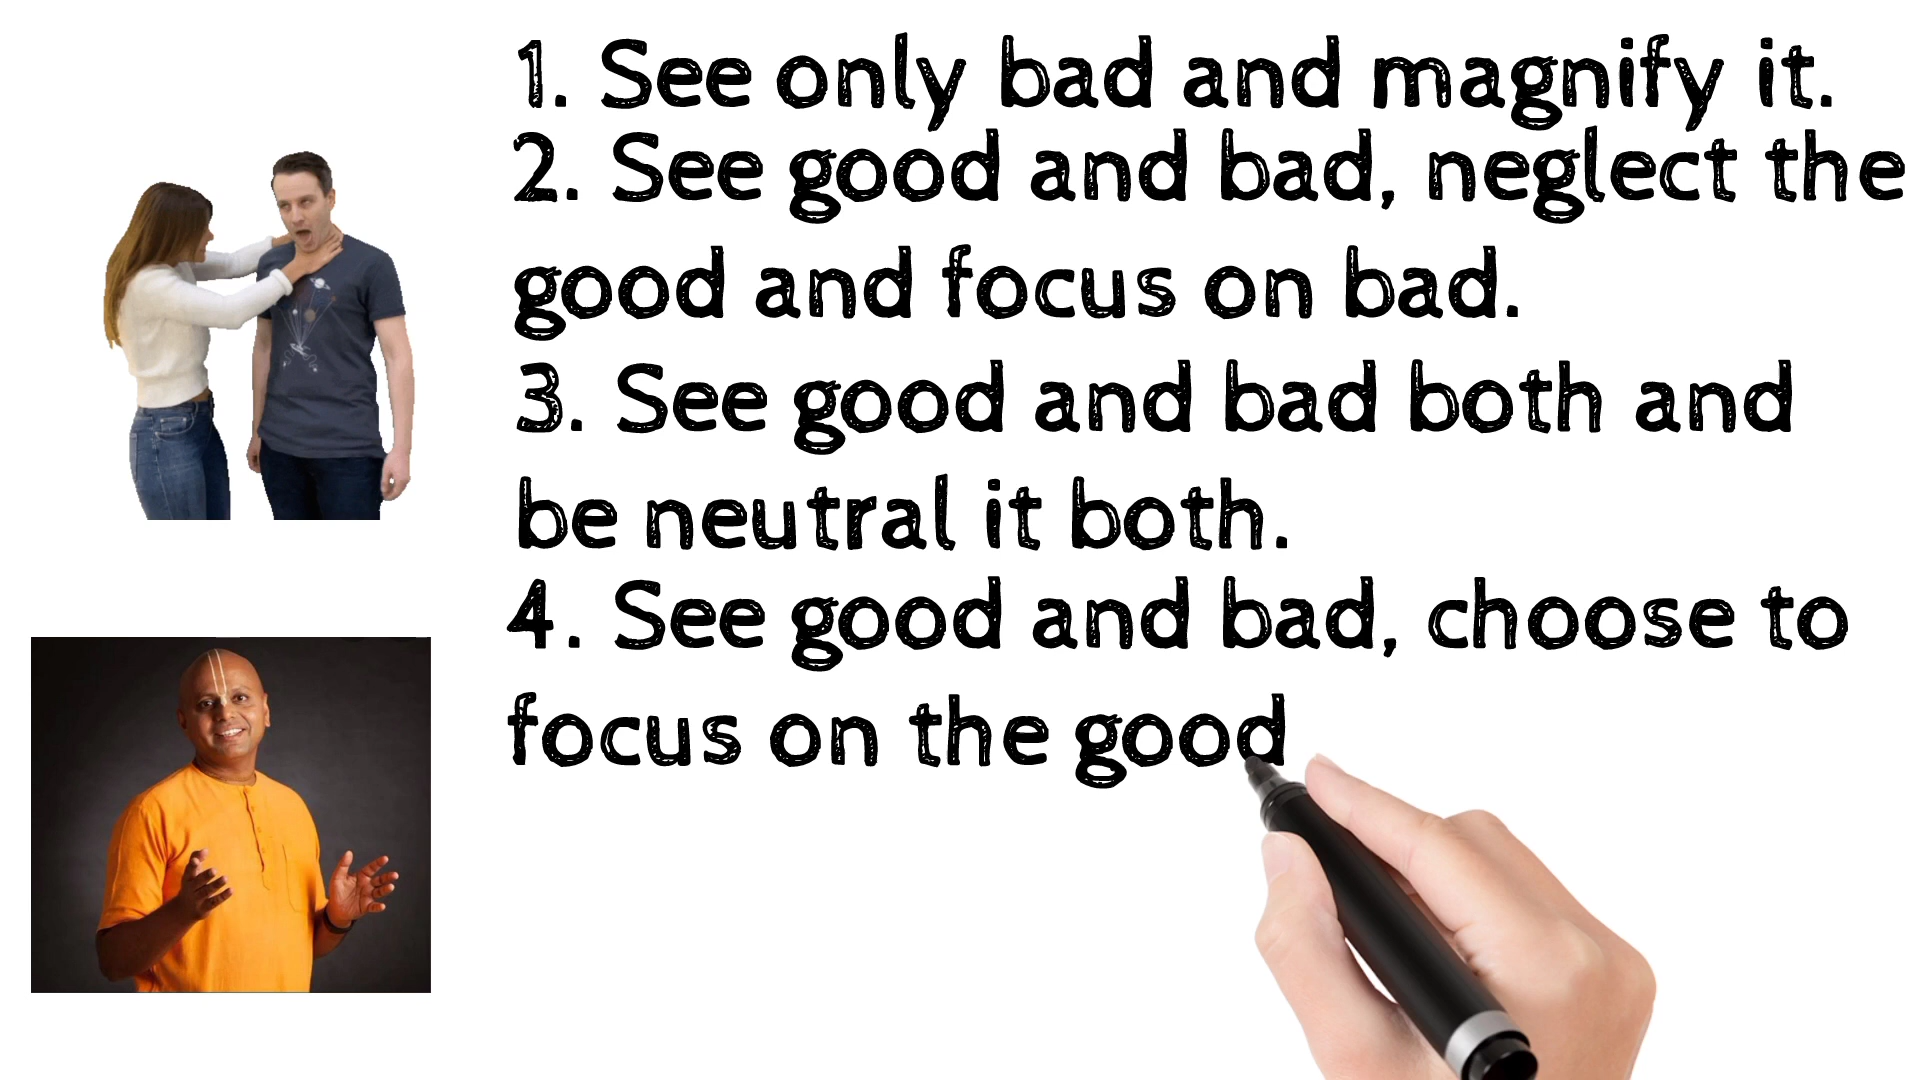 1. See only bad and magnify it.
2. See good and bad, neglect the
good and focus on bad.
3. See good and bad both and
be neutral it both.
4. See good and bad, choose to
focus on the good